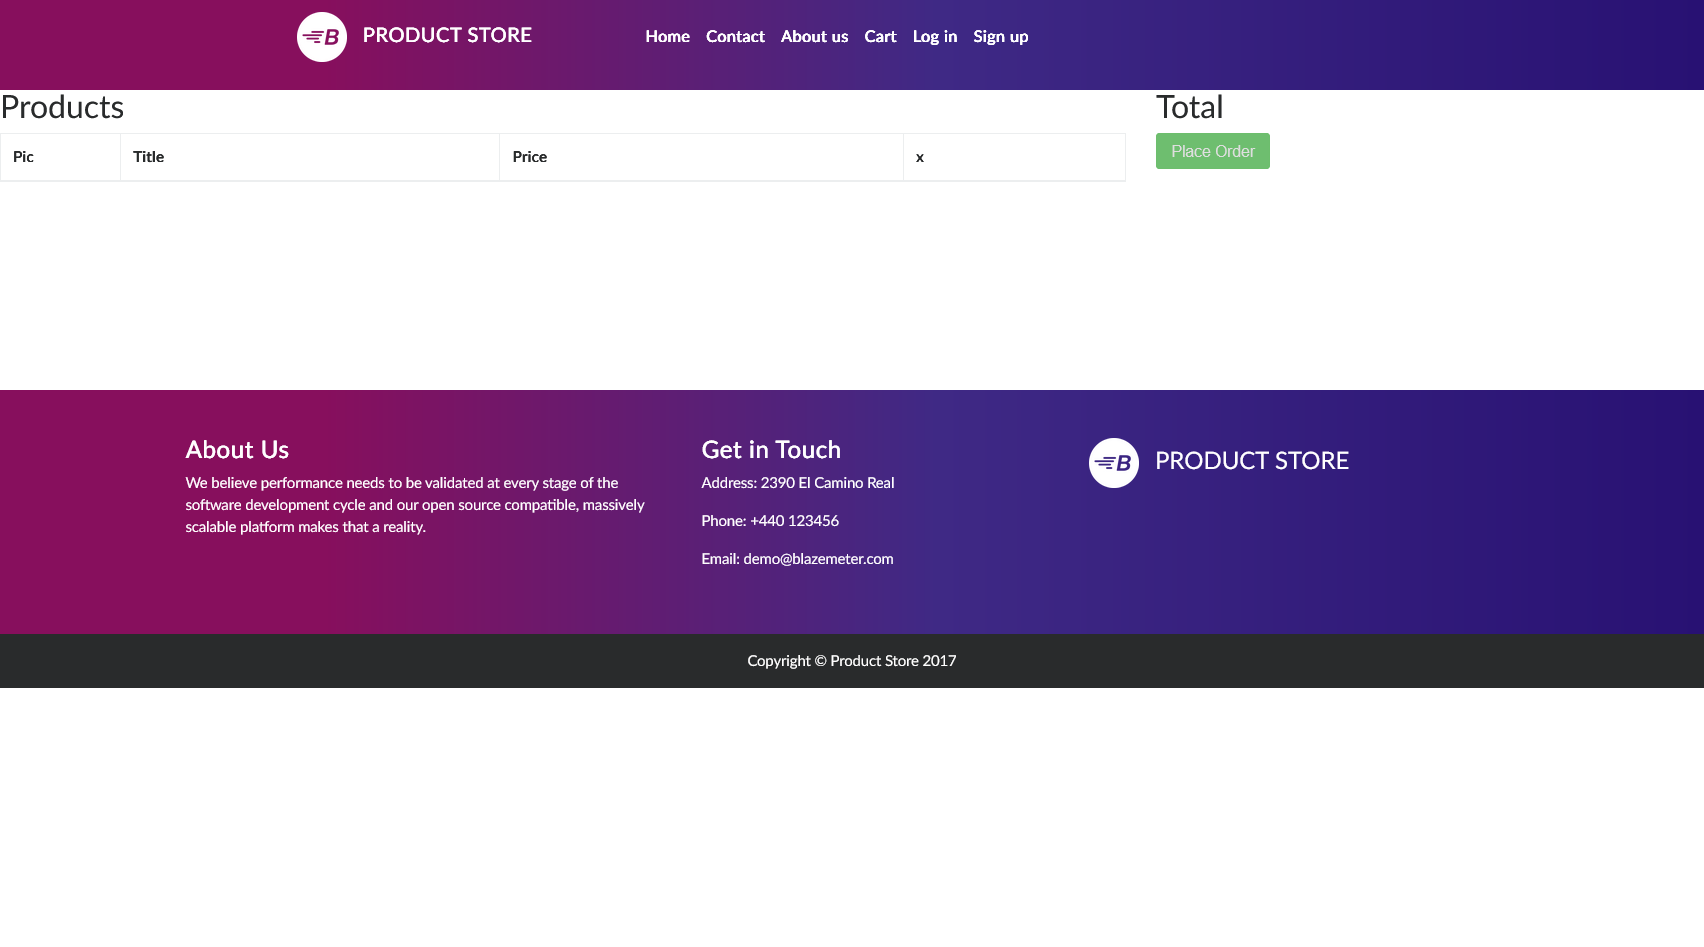 B PRODUCT STORE Home Contact About us Cart Log in Sign up
Products
Total
Pic Title Price x
Place Order
About Us
We believe performance needs to be validated at every stage of the
software development cycle and our open source compatible, massively
scalable platform makes that a reality.
Get in Touch
Address: 2390 El Camino Real
Phone: +440 123456
Email: demo@blazemeter.com
B PRODUCT STORE
Copyright © Product Store 2017